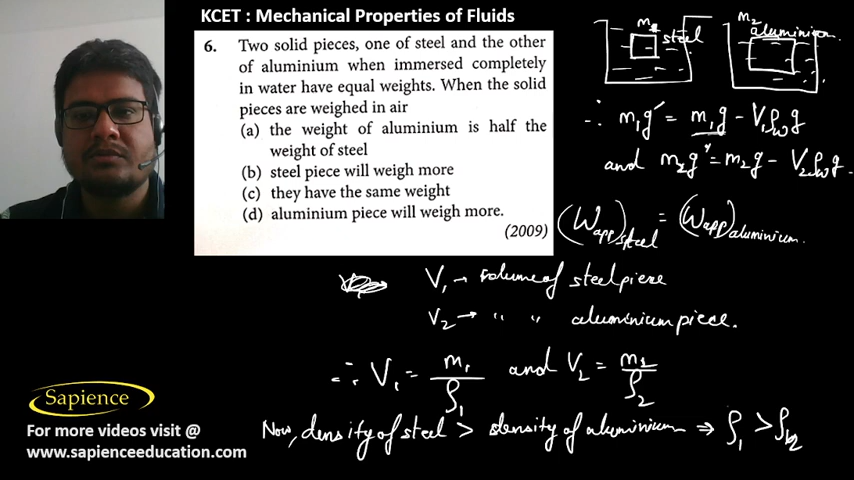 KCET : Mechanical Properties of Fluids
6. Two solid pieces, one of steel and the other
of aluminium when immersed completely
in water have equal weights. When the solid
pieces are weighed in air
(a) the weight of aluminium is half the
weight of steel
(b) steel piece will weigh more
(c) they have the same weight
(d) aluminium piece will weigh more.
(2009)
m₁
steel
m₂
aluminium
∴ m₁g' = m₁g - V₁ρwg
and m₂g' = m₂g - V₂ρwg.
(Wapp)steel = (Wapp)aluminium.
V₁ → volume of steel piece
V₂ → " " aluminium piece.
∴ V₁ = m₁/ρ₁ and V₂ = m₂/ρ₂
Now, density of steel > density of aluminium ⇒ ρ₁ > ρ₂
Sapience
For more videos visit @
www.sapienceeducation.com